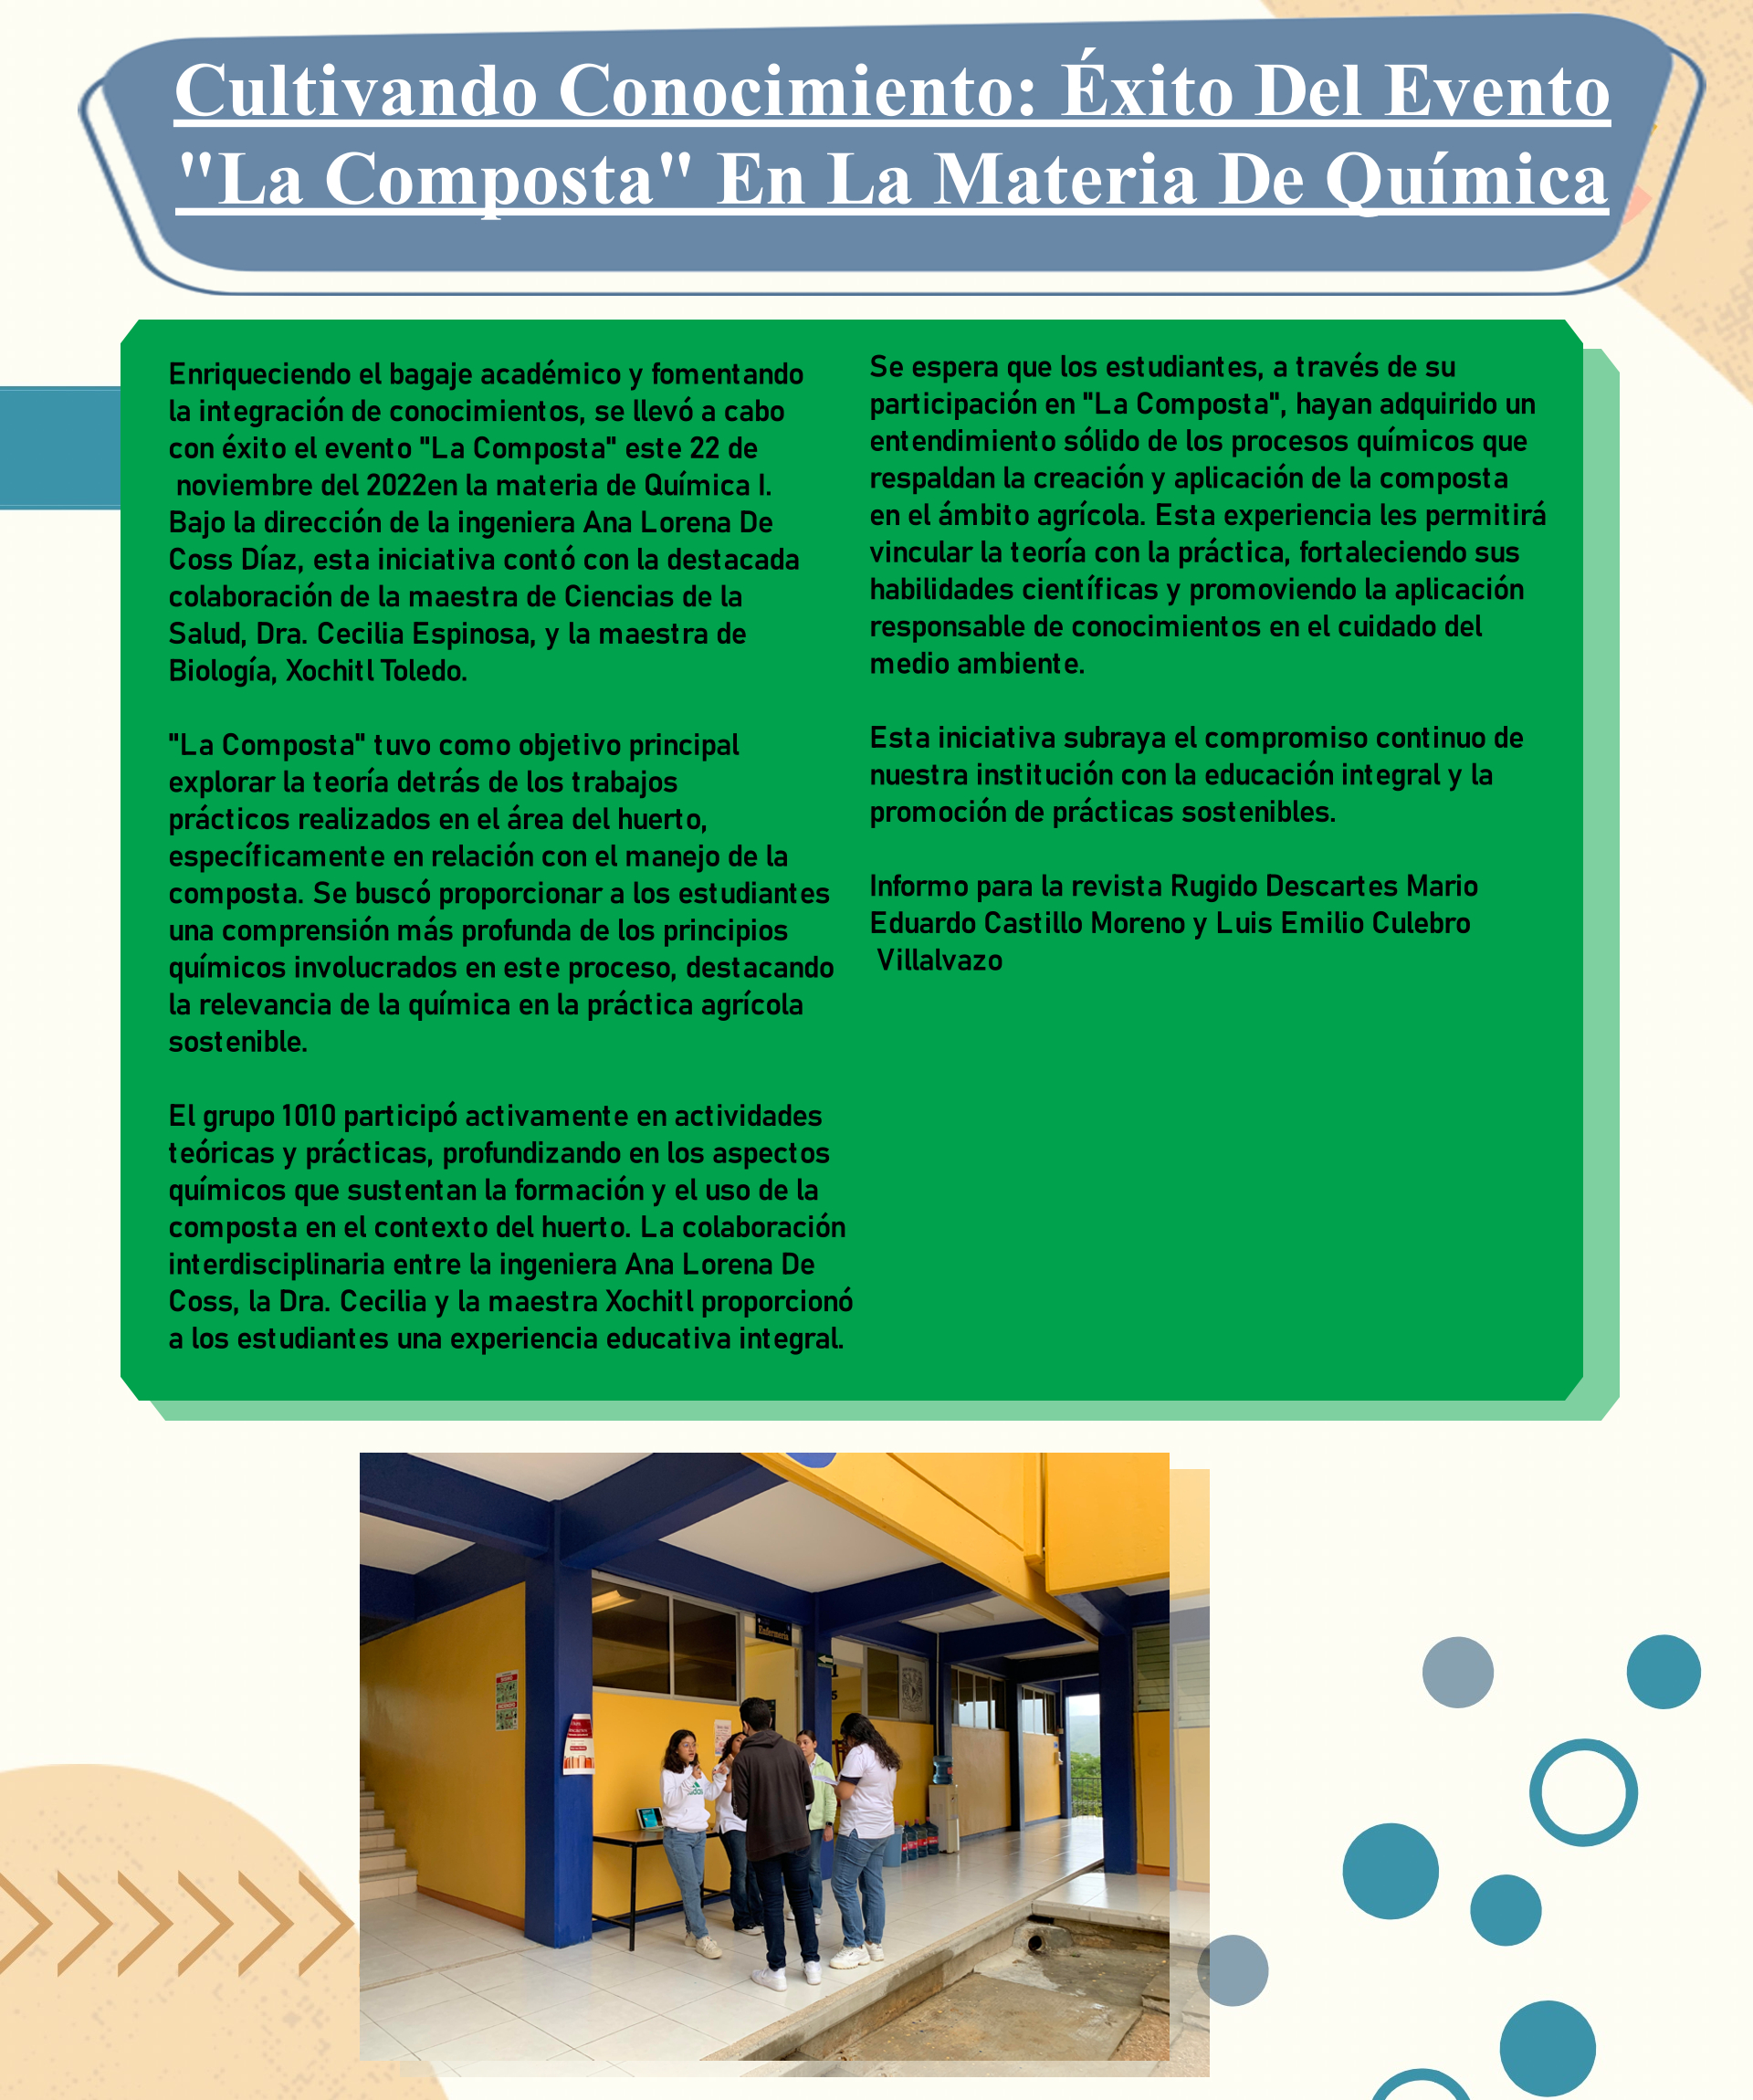 Cultivando Conocimiento: Éxito Del Evento
"La Composta" En La Materia De Química
Enriqueciendo el bagaje académico y fomentando
la integración de conocimientos, se llevó a cabo
con éxito el evento "La Composta" este 22 de
noviembre del 2022en la materia de Química I.
Bajo la dirección de la ingeniera Ana Lorena De
Coss Díaz, esta iniciativa contó con la destacada
colaboración de la maestra de Ciencias de la
Salud, Dra. Cecilia Espinosa, y la maestra de
Biología, Xochitl Toledo.
"La Composta" tuvo como objetivo principal
explorar la teoría detrás de los trabajos
prácticos realizados en el área del huerto,
específicamente en relación con el manejo de la
composta. Se buscó proporcionar a los estudiantes
una comprensión más profunda de los principios
químicos involucrados en este proceso, destacando
la relevancia de la química en la práctica agrícola
sostenible.
El grupo 1010 participó activamente en actividades
teóricas y prácticas, profundizando en los aspectos
químicos que sustentan la formación y el uso de la
composta en el contexto del huerto. La colaboración
interdisciplinaria entre la ingeniera Ana Lorena De
Coss, la Dra. Cecilia y la maestra Xochitl proporcionó
a los estudiantes una experiencia educativa integral.
Se espera que los estudiantes, a través de su
participación en "La Composta", hayan adquirido un
entendimiento sólido de los procesos químicos que
respaldan la creación y aplicación de la composta
en el ámbito agrícola. Esta experiencia les permitirá
vincular la teoría con la práctica, fortaleciendo sus
habilidades científicas y promoviendo la aplicación
responsable de conocimientos en el cuidado del
medio ambiente.
Esta iniciativa subraya el compromiso continuo de
nuestra institución con la educación integral y la
promoción de prácticas sostenibles.
Informo para la revista Rugido Descartes Mario
Eduardo Castillo Moreno y Luis Emilio Culebro
Villalvazo
Enfermería